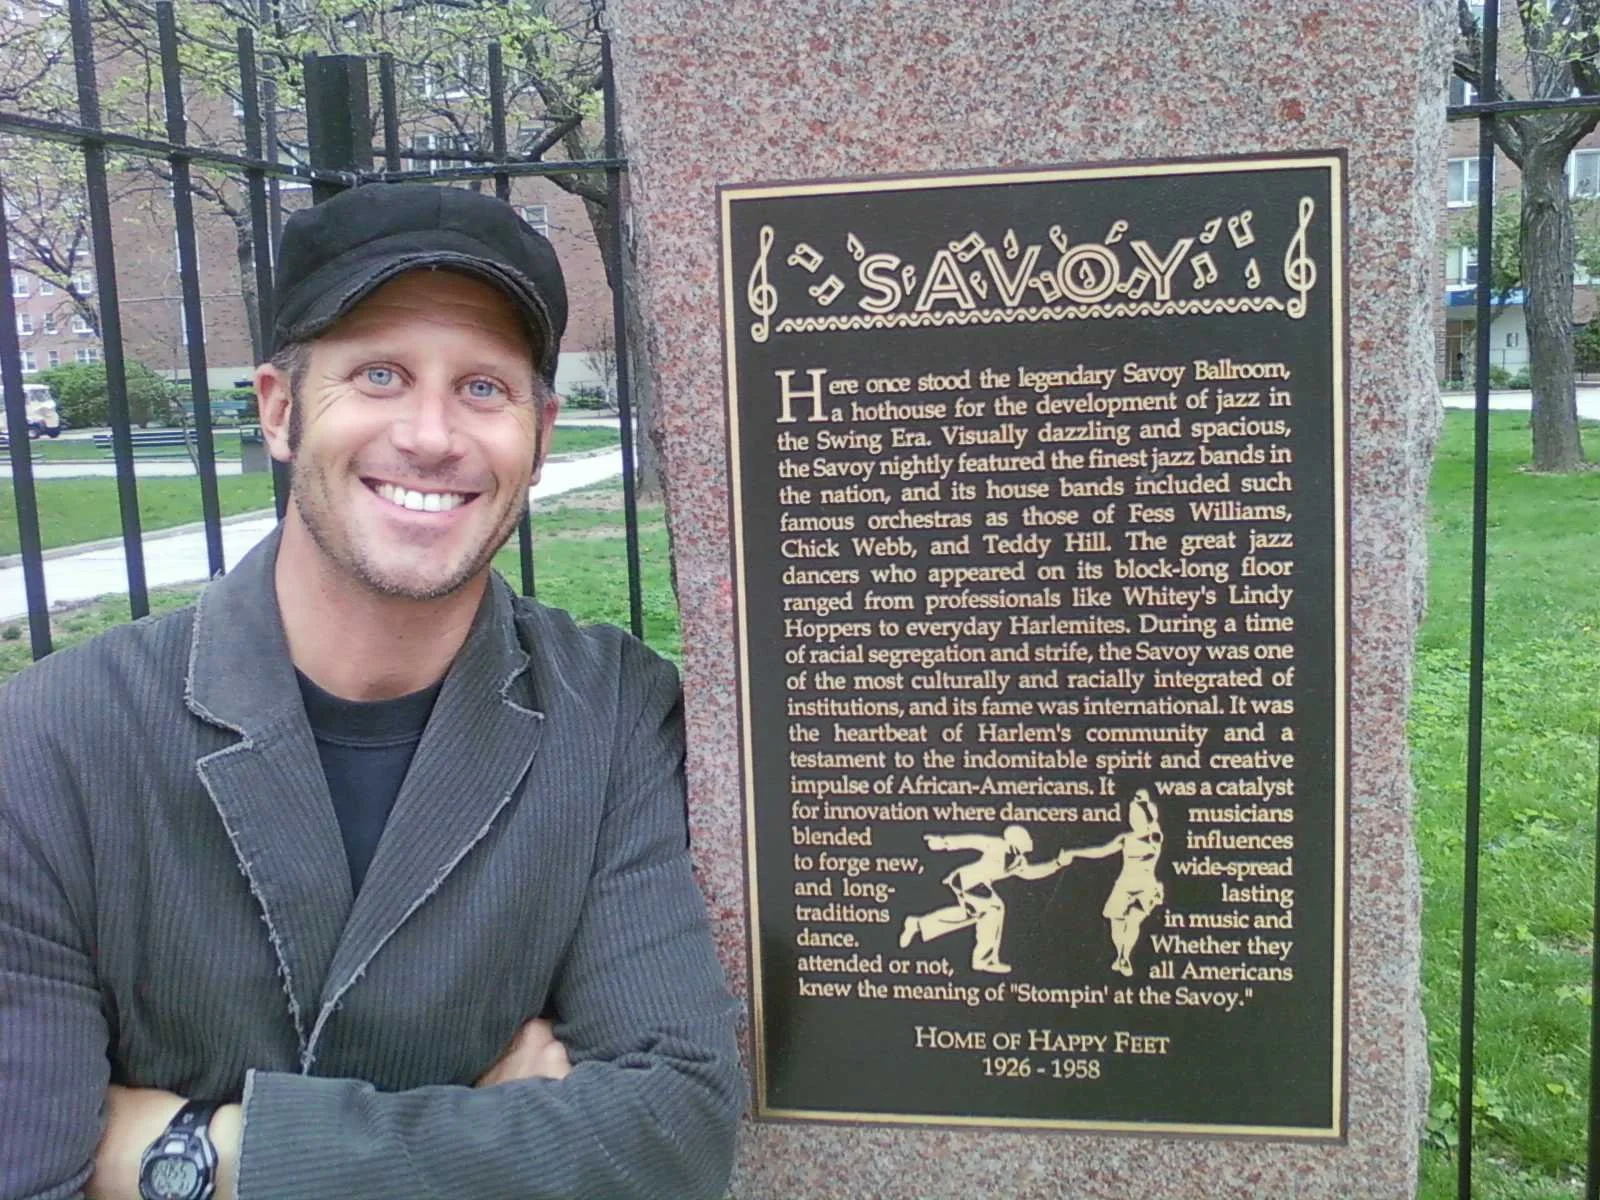 SAVOY
Here once stood the legendary Savoy Ballroom,
a hothouse for the development of jazz in
the Swing Era. Visually dazzling and spacious,
the Savoy nightly featured the finest jazz bands in
the nation, and its house bands included such
famous orchestras as those of Fess Williams,
Chick Webb, and Teddy Hill. The great jazz
dancers who appeared on its block-long floor
ranged from professionals like Whitey's Lindy
Hoppers to everyday Harlemites. During a time
of racial segregation and strife, the Savoy was one
of the most culturally and racially integrated of
institutions, and its fame was international. It was
the heartbeat of Harlem's community and a
testament to the indomitable spirit and creative
impulse of African-Americans. It was a catalyst
for innovation where dancers and musicians
blended influences
to forge new, wide-spread
and long- lasting
traditions in music and
dance. Whether they
attended or not, all Americans
knew the meaning of "Stompin' at the Savoy."
HOME OF HAPPY FEET
1926 - 1958